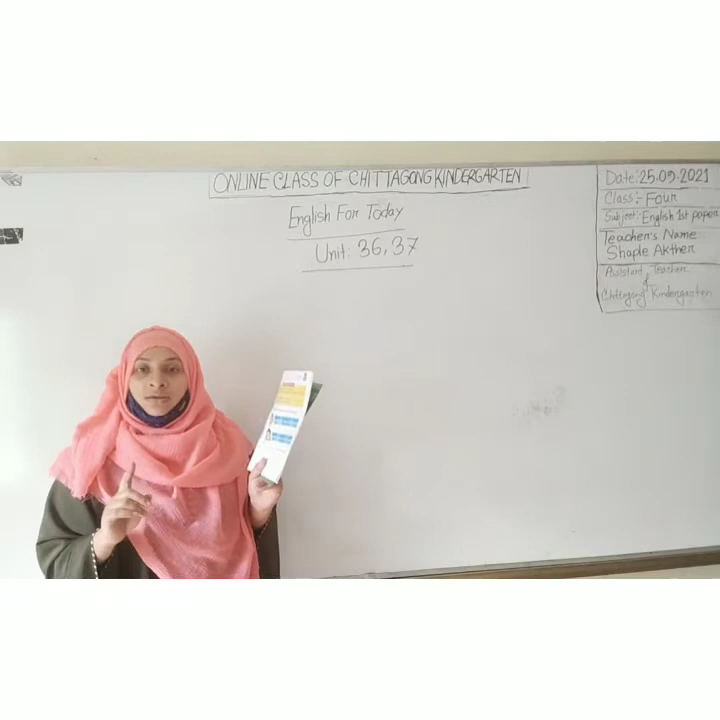 ONLINE CLASS OF CHITTAGONG KINDERGARTEN
English For Today
Unit: 36, 37
Date: 25.09.2021
Class:- Four
Subject:- English 1st paper
Teacher's Name
Shaple Akther
Assistant Teacher
of
Chittagong Kindergarten